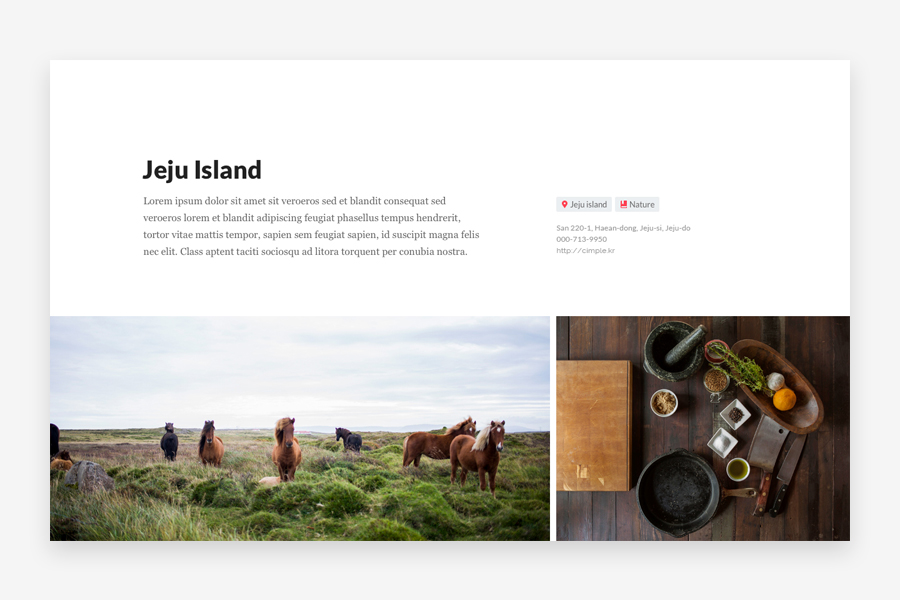 Jeju Island
Lorem ipsum dolor sit amet sit veroeros sed et blandit consequat sed
veroeros lorem et blandit adipiscing feugiat phasellus tempus hendrerit,
tortor vitae mattis tempor, sapien sem feugiat sapien, id suscipit magna felis
nec elit. Class aptent taciti sociosqu ad litora torquent per conubia nostra.
Jeju island Nature
San 220-1, Haean-dong, Jeju-si, Jeju-do
000-713-9950
http://cimple.kr